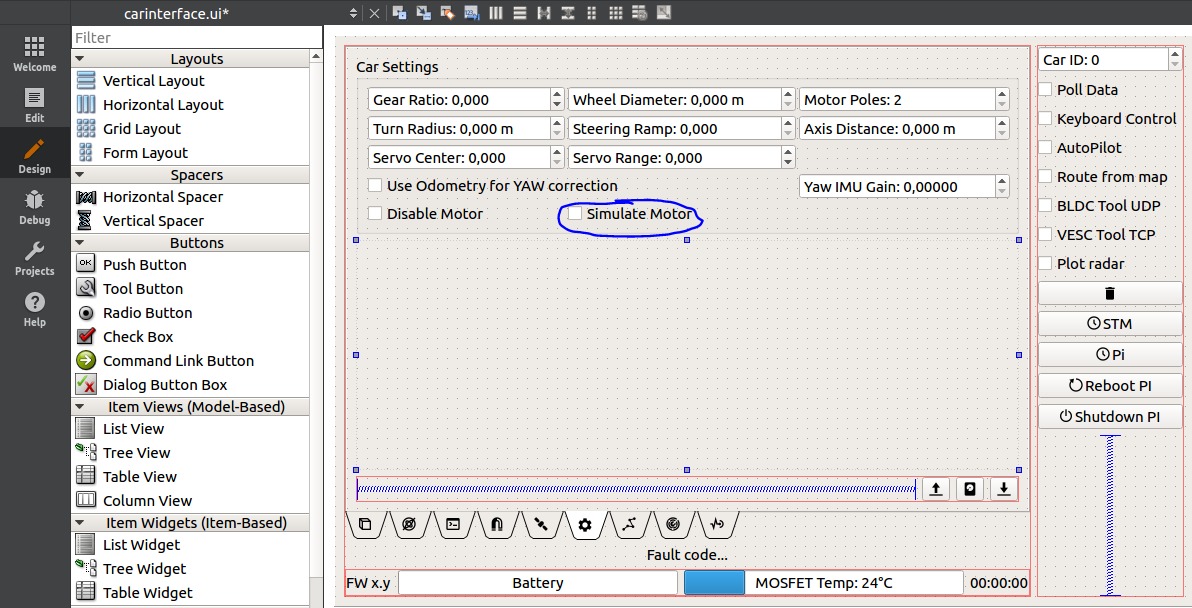 carinterface.ui*
Welcome
Edit
Design
Debug
Projects
Help
Filter
Layouts
Vertical Layout
Horizontal Layout
Grid Layout
Form Layout
Spacers
Horizontal Spacer
Vertical Spacer
Buttons
OK
Push Button
Tool Button
Radio Button
Check Box
Command Link Button
Dialog Button Box
Item Views (Model-Based)
List View
Tree View
Table View
Column View
Item Widgets (Item-Based)
List Widget
Tree Widget
Table Widget
Car Settings
Gear Ratio: 0,000 Wheel Diameter: 0,000 m Motor Poles: 2
Turn Radius: 0,000 m Steering Ramp: 0,000 Axis Distance: 0,000 m
Servo Center: 0,000 Servo Range: 0,000
Use Odometry for YAW correction Yaw IMU Gain: 0,00000
Disable Motor Simulate Motor
Fault code...
FW x.y Battery MOSFET Temp: 24°C 00:00:00
Car ID: 0
Poll Data
Keyboard Control
AutoPilot
Route from map
BLDC Tool UDP
VESC Tool TCP
Plot radar
STM
Pi
Reboot PI
Shutdown PI